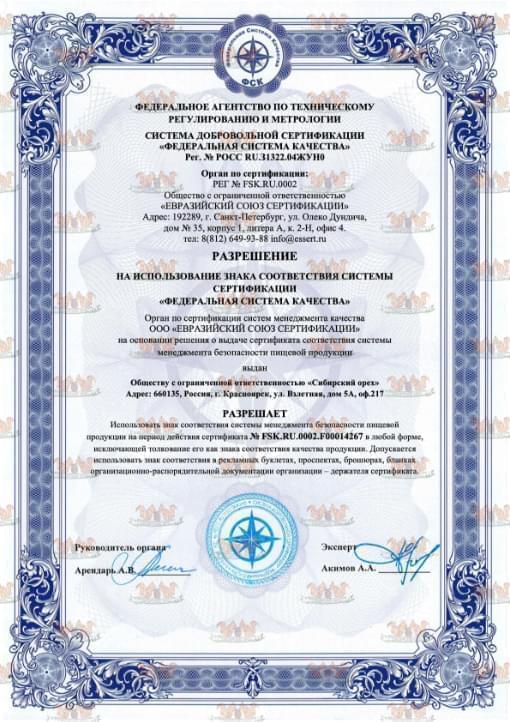 ФСК
ФЕДЕРАЛЬНОЕ АГЕНТСТВО ПО ТЕХНИЧЕСКОМУ
РЕГУЛИРОВАНИЮ И МЕТРОЛОГИИ
СИСТЕМА ДОБРОВОЛЬНОЙ СЕРТИФИКАЦИИ
«ФЕДЕРАЛЬНАЯ СИСТЕМА КАЧЕСТВА»
Рег. № РОСС RU.З1322.04ЖУН0
Орган по сертификации:
РЕГ № FSK.RU.0002
Общество с ограниченной ответственностью
«ЕВРАЗИЙСКИЙ СОЮЗ СЕРТИФИКАЦИИ»
Адрес: 192289, г. Санкт-Петербург, ул. Олеко Дундича,
дом № 35, корпус 1, литера А, к. 2-Н, офис 4.
тел: 8(812) 649-93-88 info@essert.ru
РАЗРЕШЕНИЕ
НА ИСПОЛЬЗОВАНИЕ ЗНАКА СООТВЕТСТВИЯ СИСТЕМЫ
СЕРТИФИКАЦИИ
«ФЕДЕРАЛЬНАЯ СИСТЕМА КАЧЕСТВА»
Орган по сертификации систем менеджмента качества
ООО «ЕВРАЗИЙСКИЙ СОЮЗ СЕРТИФИКАЦИИ»
на основании решения о выдаче сертификата соответствия системы
менеджмента безопасности пищевой продукции
выдан
Обществу с ограниченной ответственностью «Сибирский орех»
Адрес: 660135, Россия, г. Красноярск, ул. Взлетная, дом 5А, оф.217
РАЗРЕШАЕТ
Использовать знак соответствия системы менеджмента безопасности пищевой
продукции на период действия сертификата № FSK.RU.0002.F00014267 в любой форме,
исключающей толкование его как знака соответствия качества продукции. Допускается
использовать знак соответствия в рекламных буклетах, проспектах, брошюрах, бланках
организационно-распорядительной документации организации – держателя сертификата.
Руководитель органа
Арендарь А.В.
Эксперт
Акимов А.А.